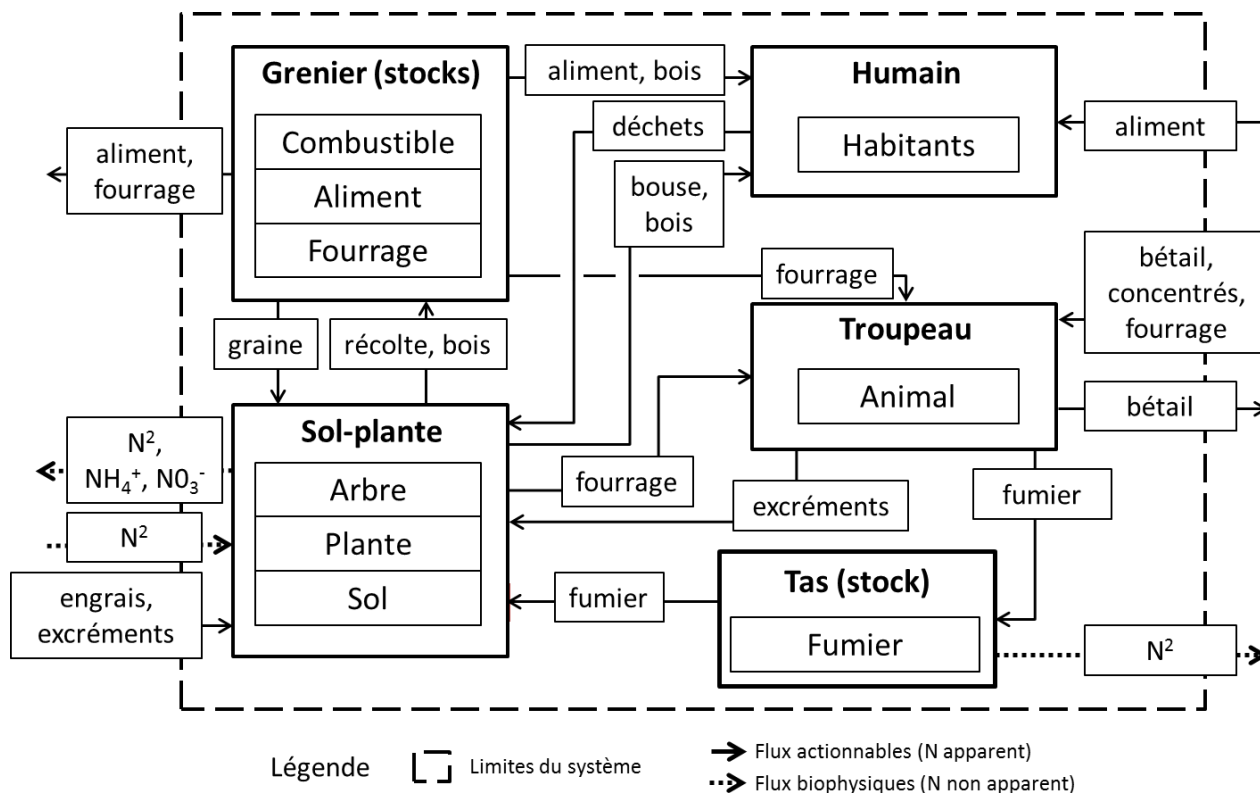 Grenier (stocks)
Combustible
Aliment
Fourrage
aliment, bois
Humain
Habitants
déchets
bouse,
bois
aliment
aliment,
fourrage
fourrage
bétail,
concentrés,
fourrage
graine
récolte, bois
Troupeau
Animal
bétail
Sol-plante
Arbre
Plante
Sol
N²,
NH₄⁺, N0₃⁻
N²
engrais,
excréments
fourrage
excréments
fumier
fumier
Tas (stock)
Fumier
N²
Légende
Limites du système
Flux actionnables (N apparent)
Flux biophysiques (N non apparent)